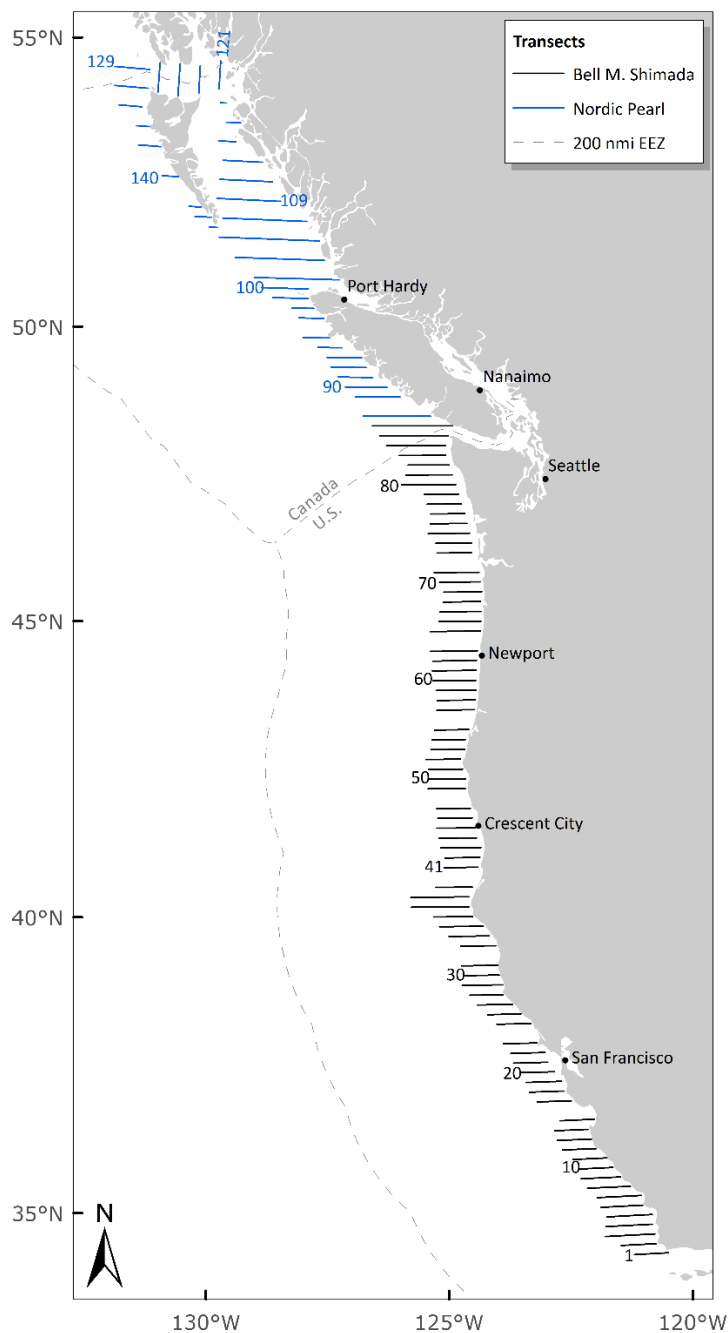 55°N
50°N
45°N
40°N
35°N
130°W
125°W
120°W
Transects
Bell M. Shimada
Nordic Pearl
200 nmi EEZ
129
121
140
109
100
Port Hardy
90
Nanaimo
Seattle
80
Canada
U.S.
70
Newport
60
50
Crescent City
41
30
San Francisco
20
10
1
N